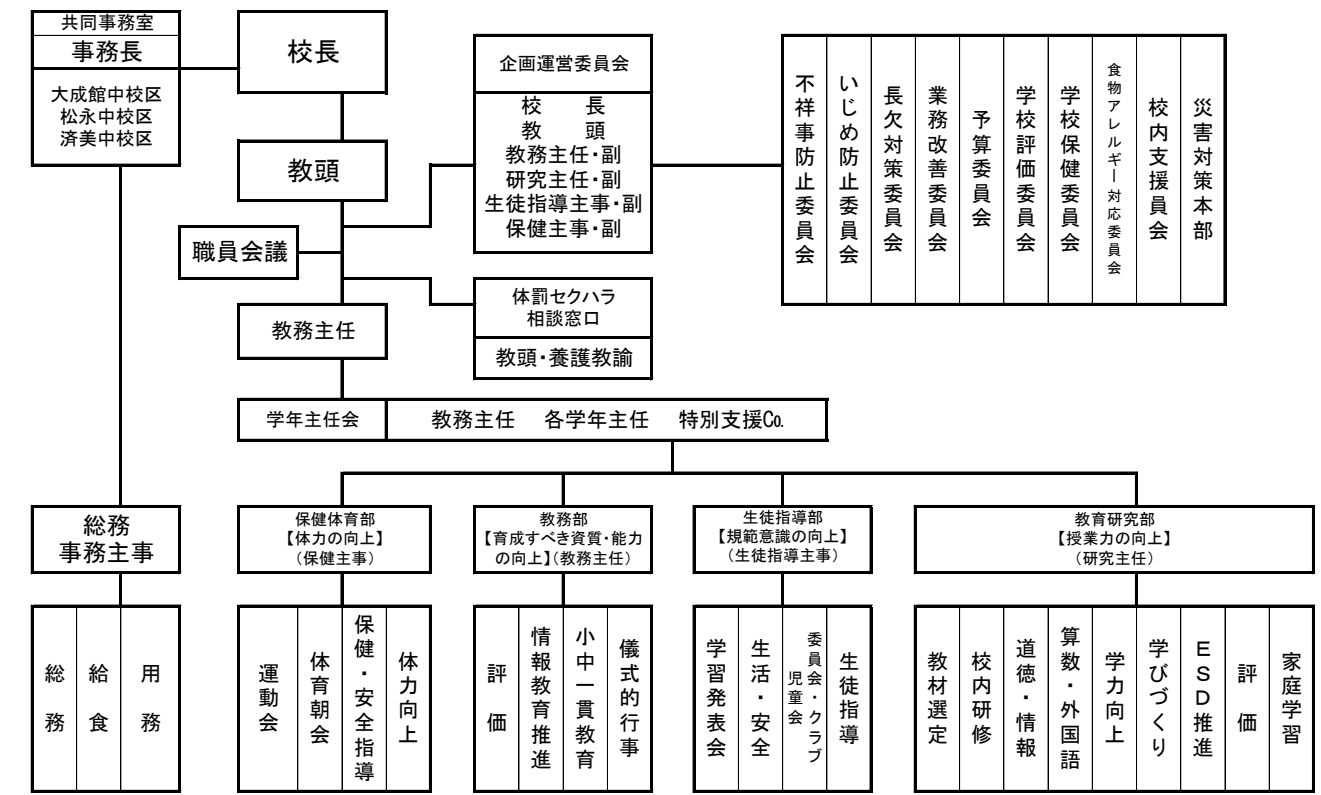 共同事務室
事務長
大成館中校区
松永中校区
済美中校区
校長
教頭
職員会議
教務主任
企画運営委員会
校　　長
教　　頭
教務主任・副
研究主任・副
生徒指導主事・副
保健主事・副
体罰セクハラ
相談窓口
教頭・養護教諭
不祥事防止委員会
いじめ防止委員会
長欠対策委員会
業務改善委員会
予算委員会
学校評価委員会
学校保健委員会
食物アレルギー対応委員会
校内支援員会
災害対策本部
学年主任会
教務主任　各学年主任　特別支援Co.
総務
事務主事
保健体育部
【体力の向上】
（保健主事）
教務部
【育成すべき資質・能力
の向上】（教務主任）
生徒指導部
【規範意識の向上】
（生徒指導主事）
教育研究部
【授業力の向上】
（研究主任）
総務
給食
用務
運動会
体育朝会
保健・安全指導
体力向上
評価
情報教育推進
小中一貫教育
儀式的行事
学習発表会
生活・安全
委員会・クラブ
児童会
生徒指導
教材選定
校内研修
道徳・情報
算数・外国語
学力向上
学びづくり
ESD推進
評価
家庭学習